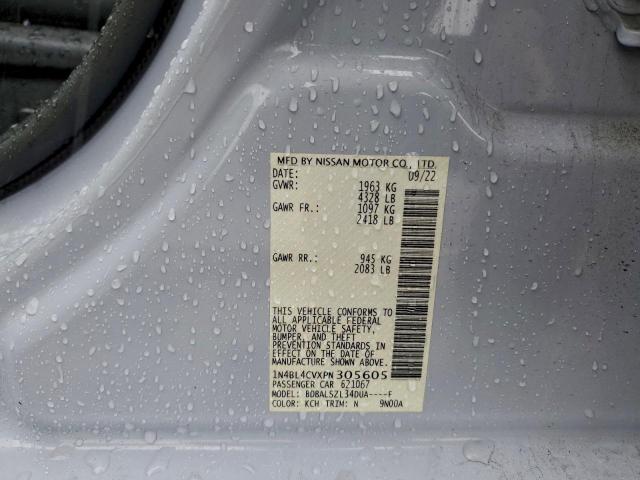 MFD BY NISSAN MOTOR CO., LTD.
DATE: 09/22
GVWR: 1963 KG
4328 LB
GAWR FR.: 1097 KG
2418 LB
GAWR RR.: 945 KG
2083 LB
THIS VEHICLE CONFORMS TO
ALL APPLICABLE FEDERAL
MOTOR VEHICLE SAFETY,
BUMPER, AND THEFT
PREVENTION STANDARDS IN
EFFECT ON THE DATE OF
MANUFACTURE SHOWN ABOVE.
1N4BL4CVXPN305605
PASSENGER CAR 621067
MODEL: BDBALSZL34DUA----F
COLOR: KCH TRIM: N 9N00A